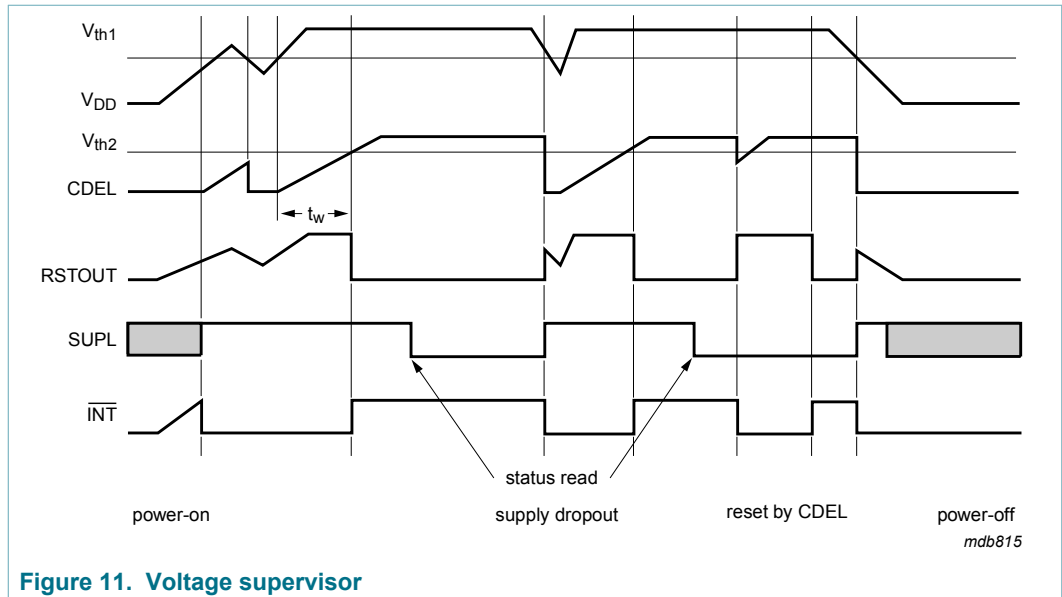 Vth1
VDD
Vth2
CDEL
tw
RSTOUT
SUPL
INT
status read
power-on
supply dropout
reset by CDEL
power-off
mdb815
Figure 11. Voltage supervisor